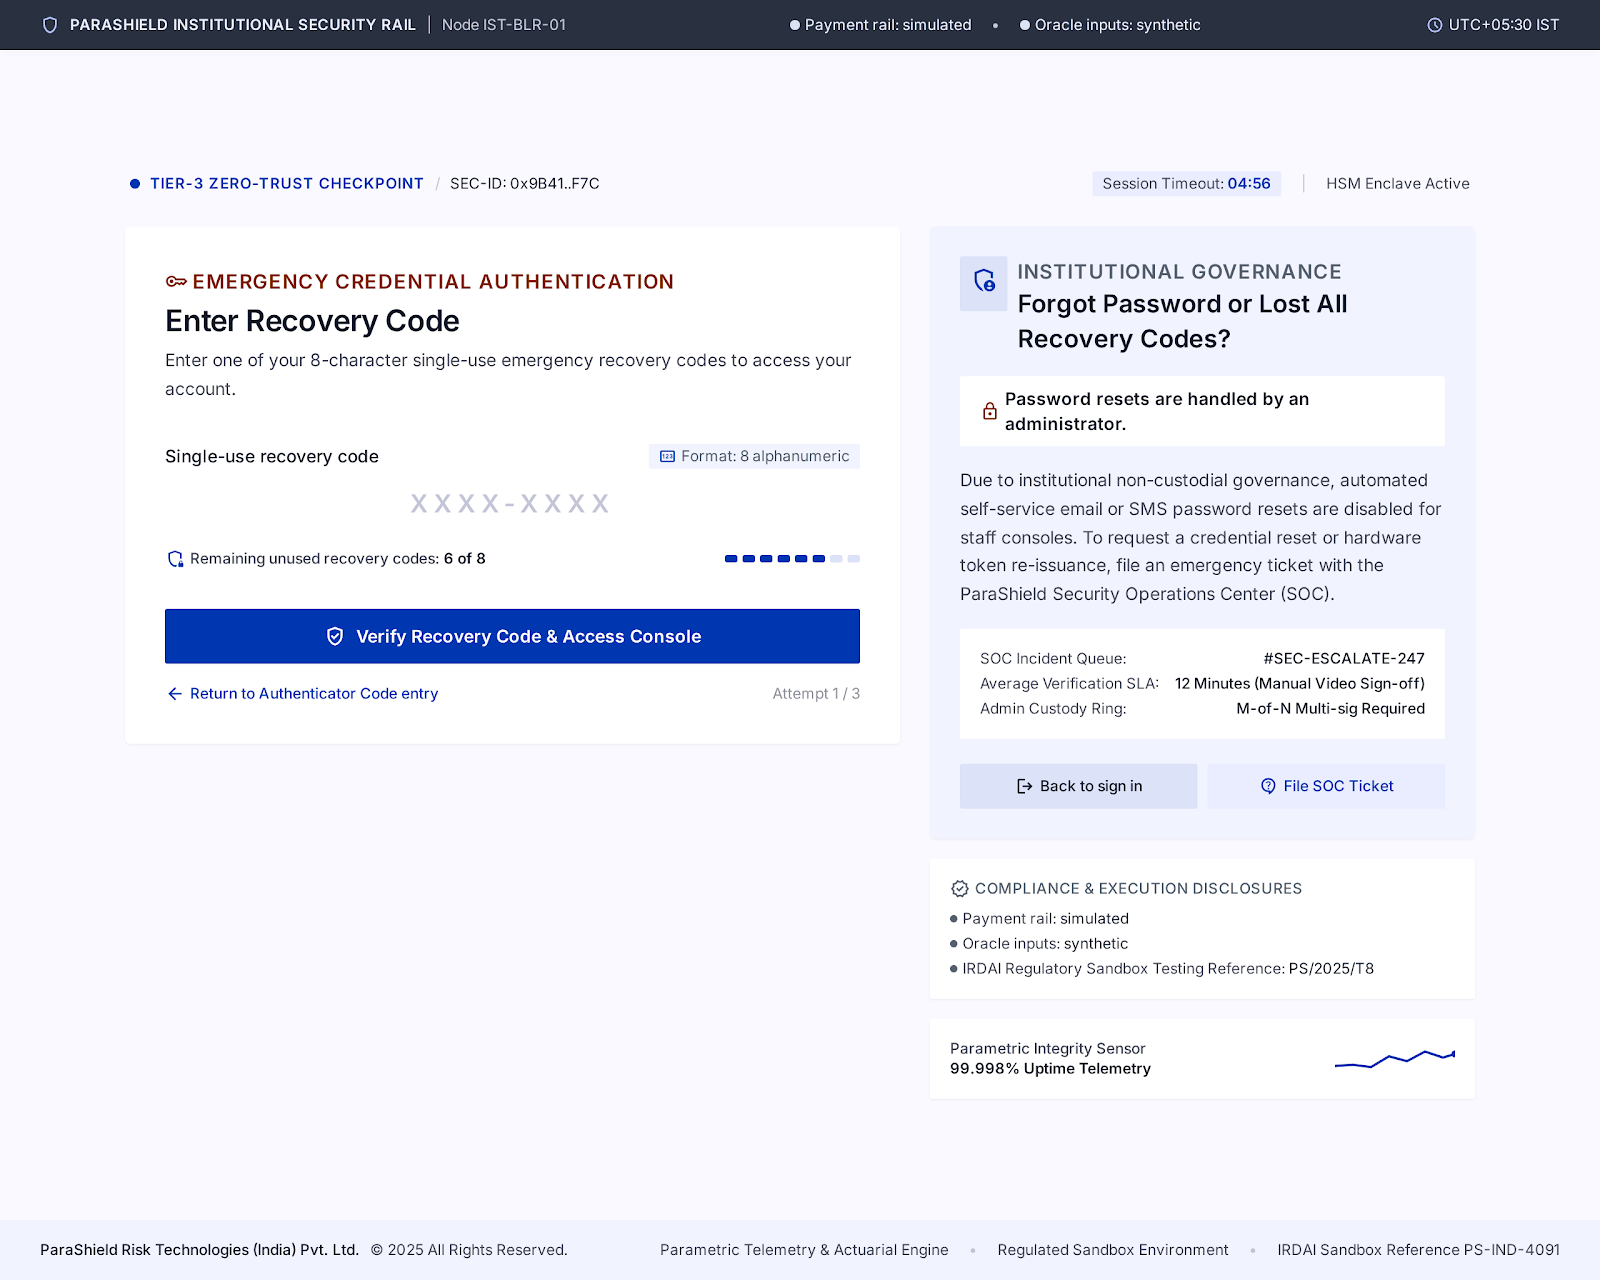 PARASHIELD INSTITUTIONAL SECURITY RAIL | Node IST-BLR-01
Payment rail: simulated • Oracle inputs: synthetic
UTC+05:30 IST
TIER-3 ZERO-TRUST CHECKPOINT / SEC-ID: 0x9B41..F7C
Session Timeout: 04:56 | HSM Enclave Active
EMERGENCY CREDENTIAL AUTHENTICATION
Enter Recovery Code
Enter one of your 8-character single-use emergency recovery codes to access your
account.
Single-use recovery code
Format: 8 alphanumeric
XXXX-XXXX
Remaining unused recovery codes: 6 of 8
Verify Recovery Code & Access Console
Return to Authenticator Code entry
Attempt 1 / 3
INSTITUTIONAL GOVERNANCE
Forgot Password or Lost All
Recovery Codes?
Password resets are handled by an
administrator.
Due to institutional non-custodial governance, automated
self-service email or SMS password resets are disabled for
staff consoles. To request a credential reset or hardware
token re-issuance, file an emergency ticket with the
ParaShield Security Operations Center (SOC).
SOC Incident Queue: #SEC-ESCALATE-247
Average Verification SLA: 12 Minutes (Manual Video Sign-off)
Admin Custody Ring: M-of-N Multi-sig Required
Back to sign in
File SOC Ticket
COMPLIANCE & EXECUTION DISCLOSURES
Payment rail: simulated
Oracle inputs: synthetic
IRDAI Regulatory Sandbox Testing Reference: PS/2025/T8
Parametric Integrity Sensor
99.998% Uptime Telemetry
ParaShield Risk Technologies (India) Pvt. Ltd. © 2025 All Rights Reserved.
Parametric Telemetry & Actuarial Engine • Regulated Sandbox Environment • IRDAI Sandbox Reference PS-IND-4091